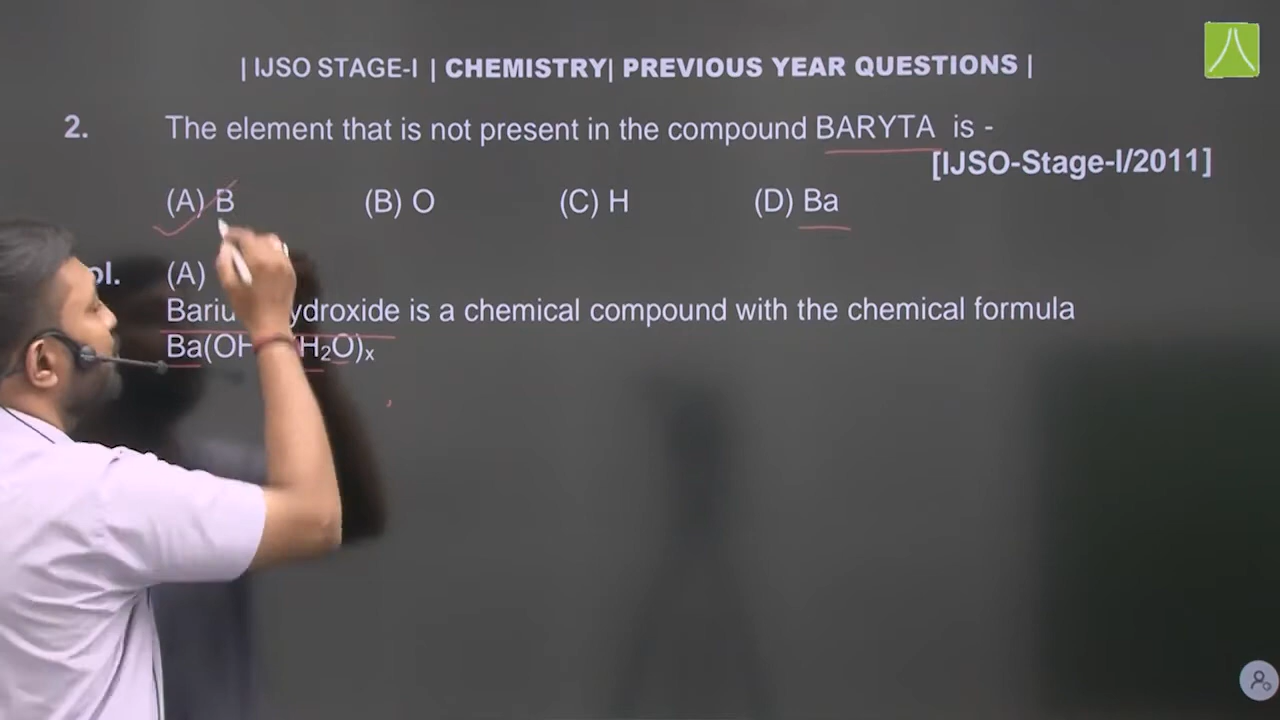 | IJSO STAGE-I | CHEMISTRY| PREVIOUS YEAR QUESTIONS |
2. The element that is not present in the compound BARYTA is -
[IJSO-Stage-I/2011]
(A) B (B) O (C) H (D) Ba
ol. (A)
Bariu ydroxide is a chemical compound with the chemical formula
Ba(OH H₂O)ₓ